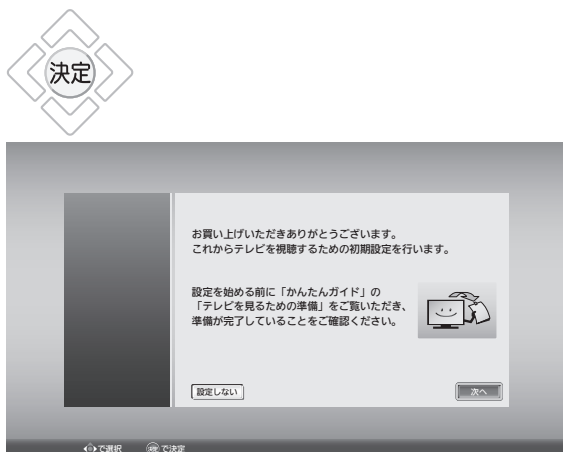 決定
お買い上げいただきありがとうございます。
これからテレビを視聴するための初期設定を行います。
設定を始める前に「かんたんガイド」の
「テレビを見るための準備」をご覧いただき、
準備が完了していることをご確認ください。
設定しない
次へ
で選択 決定 で決定